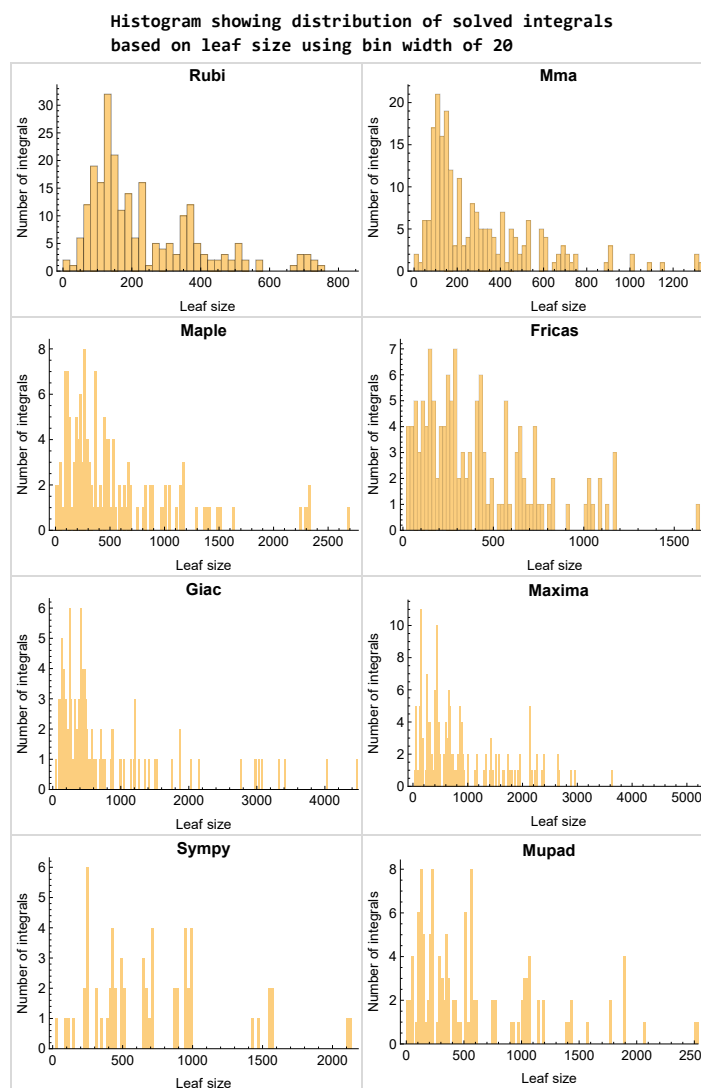 Histogram showing distribution of solved integrals
based on leaf size using bin width of 20
Rubi
Number of integrals
30
25
20
15
10
5
0
0 200 400 600 800
Leaf size
Mma
Number of integrals
20
15
10
5
0
0 200 400 600 800 1000 1200
Leaf size
Maple
Number of integrals
8
6
4
2
0
0 500 1000 1500 2000 2500
Leaf size
Fricas
Number of integrals
7
6
5
4
3
2
1
0
0 500 1000 1500
Leaf size
Giac
Number of integrals
6
5
4
3
2
1
0
0 1000 2000 3000 4000
Leaf size
Maxima
Number of integrals
10
8
6
4
2
0
0 1000 2000 3000 4000 5000
Leaf size
Sympy
Number of integrals
6
5
4
3
2
1
0
0 500 1000 1500 2000
Leaf size
Mupad
Number of integrals
8
6
4
2
0
0 500 1000 1500 2000 2500
Leaf size